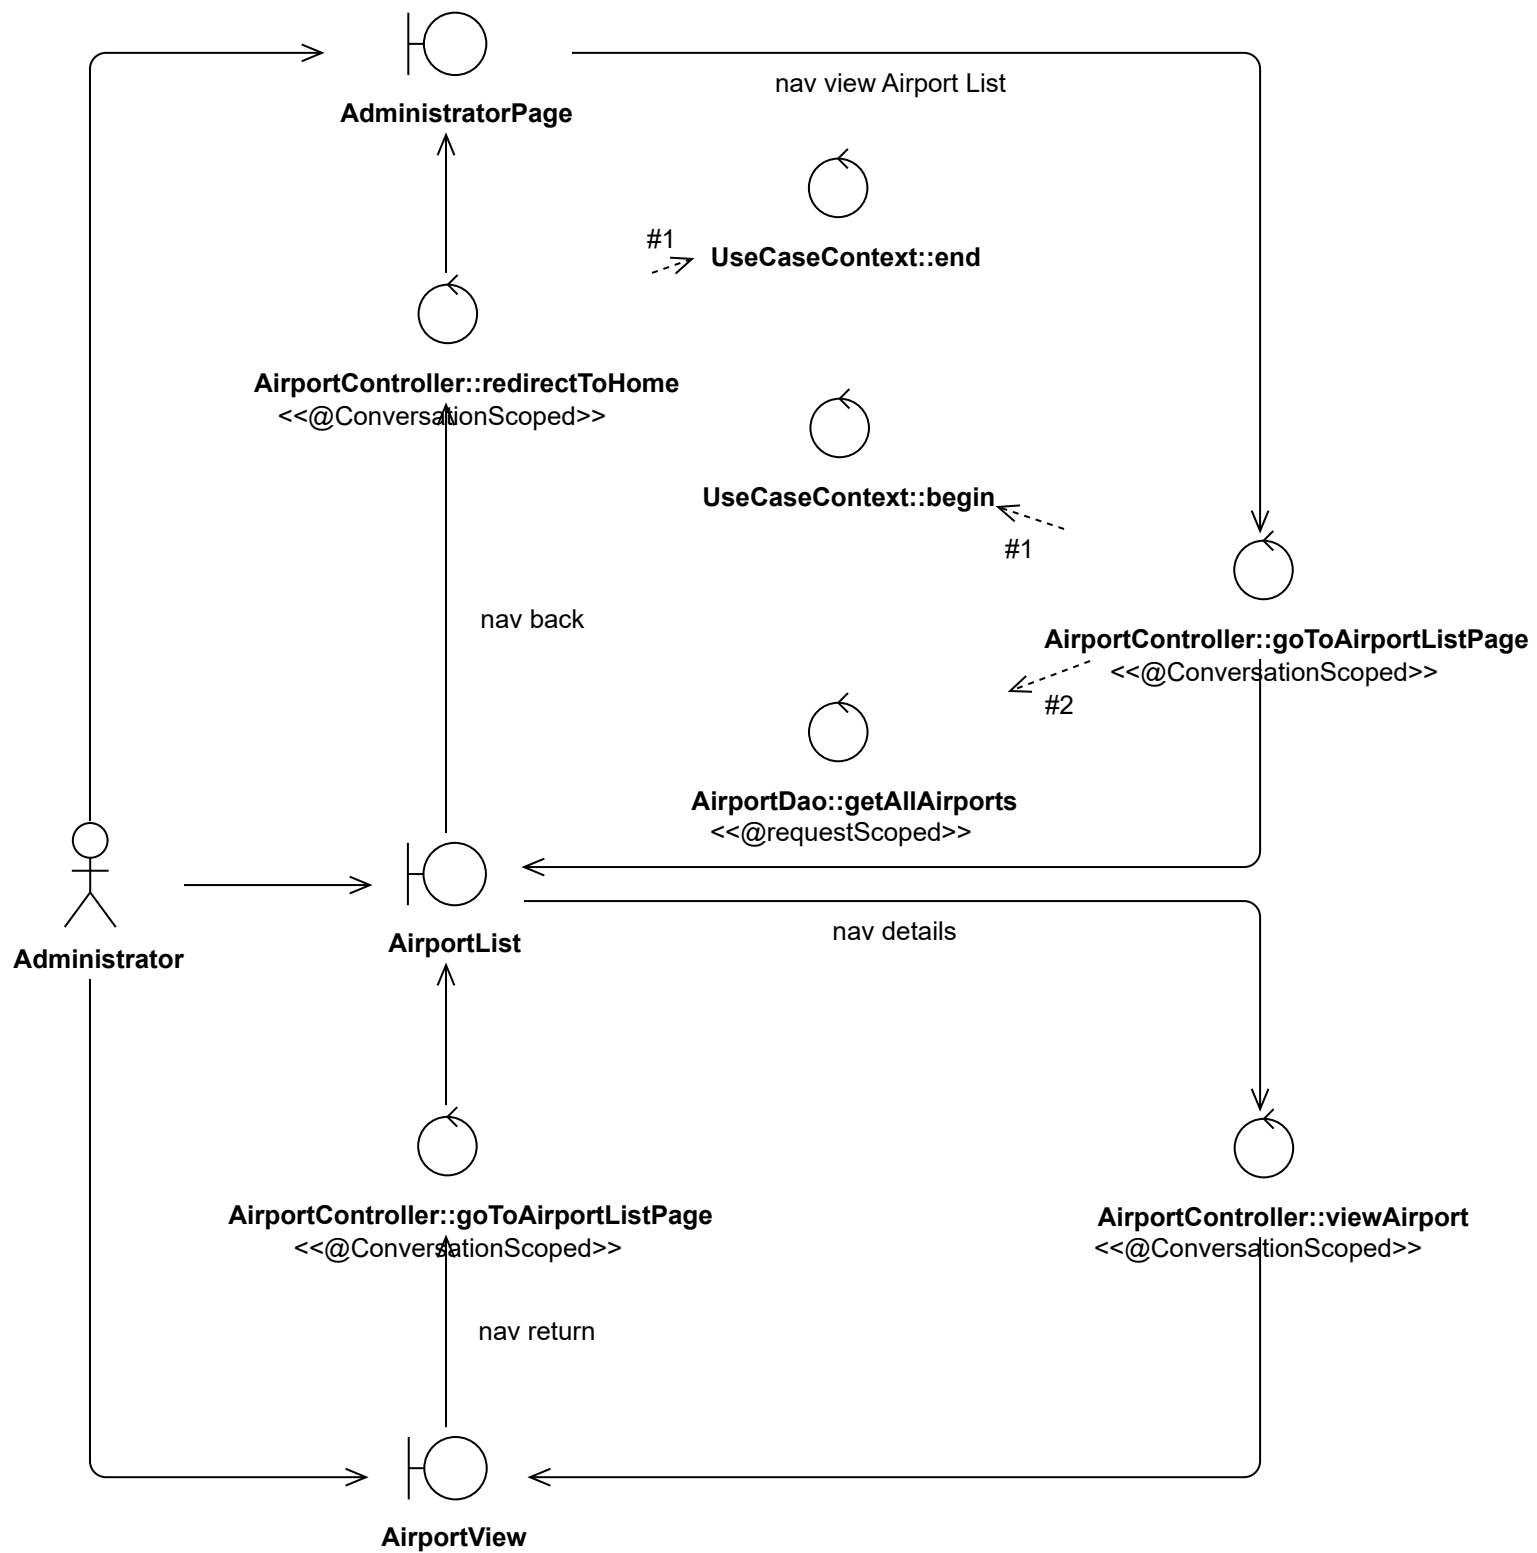 AdministratorPage
nav view Airport List
#1
UseCaseContext::end
AirportController::redirectToHome
<<@ConversationScoped>>
UseCaseContext::begin
#1
nav back
AirportController::goToAirportListPage
<<@ConversationScoped>>
#2
AirportDao::getAllAirports
<<@requestScoped>>
Administrator
AirportList
nav details
AirportController::goToAirportListPage
<<@ConversationScoped>>
AirportController::viewAirport
<<@ConversationScoped>>
nav return
AirportView